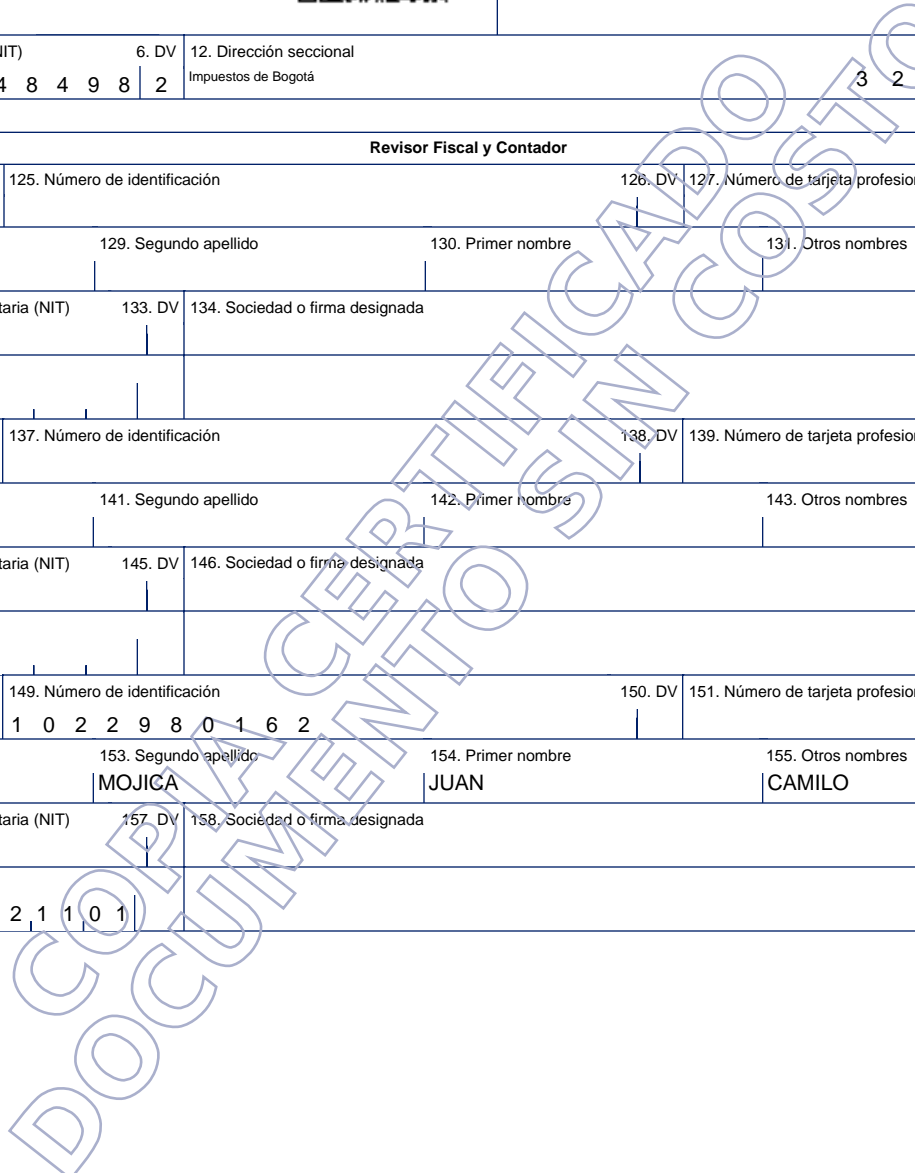 NIT) 6. DV 12. Dirección seccional
4 8 4 9 8 2 Impuestos de Bogotá 3 2
Revisor Fiscal y Contador
125. Número de identificación 126. DV 127. Número de tarjeta profesion
129. Segundo apellido 130. Primer nombre 131. Otros nombres
taria (NIT) 133. DV 134. Sociedad o firma designada
137. Número de identificación 138. DV 139. Número de tarjeta profesion
141. Segundo apellido 142. Primer nombre 143. Otros nombres
taria (NIT) 145. DV 146. Sociedad o firma designada
149. Número de identificación 150. DV 151. Número de tarjeta profesion
1 0 2 2 9 8 0 1 6 2
153. Segundo apellido 154. Primer nombre 155. Otros nombres
MOJICA JUAN CAMILO
taria (NIT) 157. DV 158. Sociedad o firma designada
2 1 1 0 1
COPIA CERTIFICADO
DOCUMENTO SIN COSTO